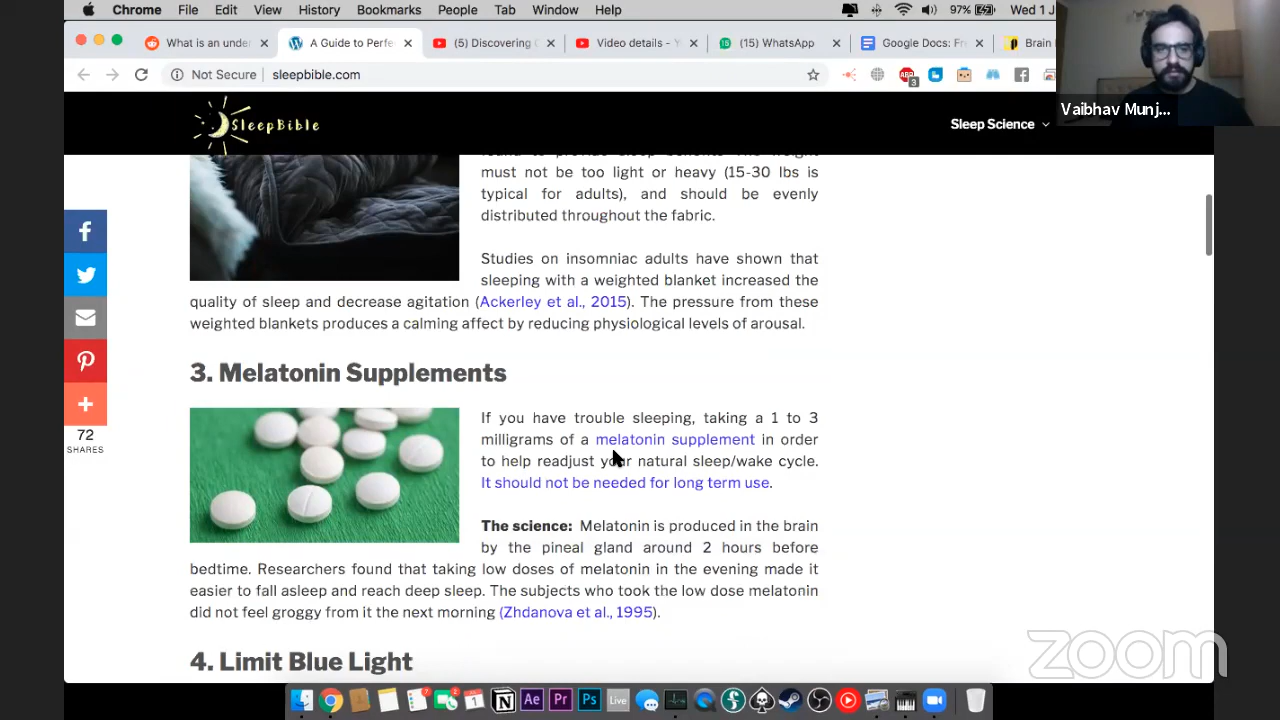 Chrome File Edit View History Bookmarks People Tab Window Help 97% Wed 1 J
What is an under A Guide to Perfe (5) Discovering C Video details - Y (15) WhatsApp Google Docs: Fre Brain
Not Secure sleepbible.com
ABP 3
Vaibhav Munj...
SleepBible
Sleep Science
must not be too light or heavy (15-30 lbs is
typical for adults), and should be evenly
distributed throughout the fabric.
Studies on insomniac adults have shown that
sleeping with a weighted blanket increased the
quality of sleep and decrease agitation (Ackerley et al., 2015). The pressure from these
weighted blankets produces a calming affect by reducing physiological levels of arousal.
72
SHARES
3. Melatonin Supplements
If you have trouble sleeping, taking a 1 to 3
milligrams of a melatonin supplement in order
to help readjust your natural sleep/wake cycle.
It should not be needed for long term use.
The science: Melatonin is produced in the brain
by the pineal gland around 2 hours before
bedtime. Researchers found that taking low doses of melatonin in the evening made it
easier to fall asleep and reach deep sleep. The subjects who took the low dose melatonin
did not feel groggy from it the next morning (Zhdanova et al., 1995).
4. Limit Blue Light
zoom
Ae Pr Ps Live